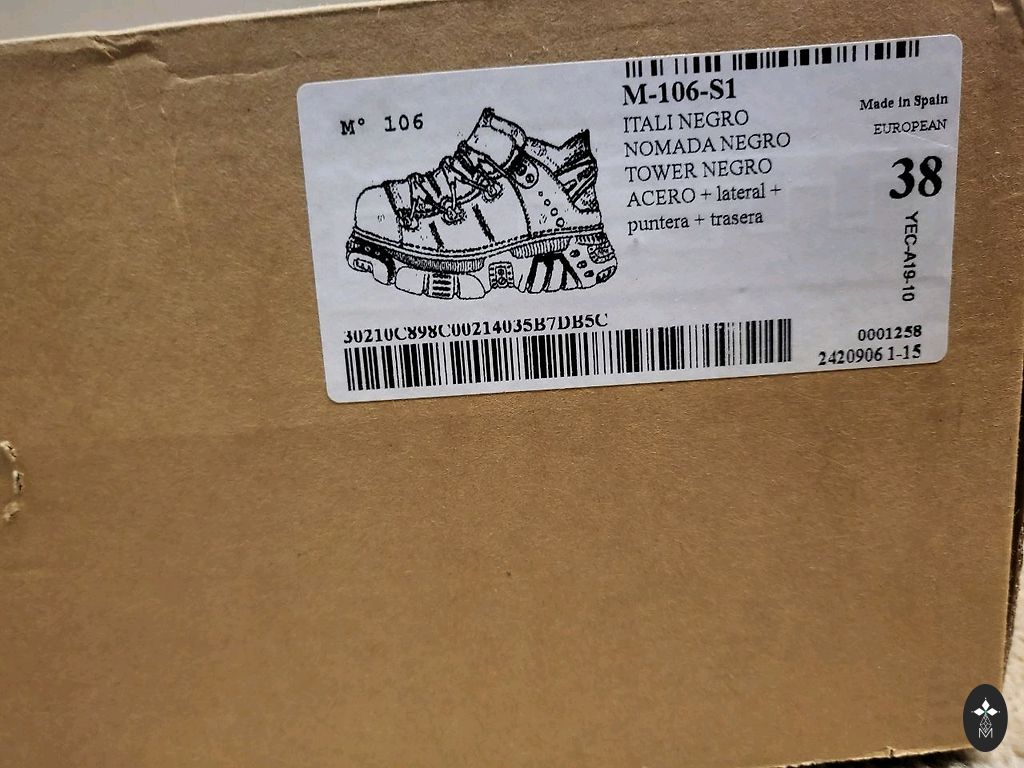 Mº 106
M-106-S1
ITALI NEGRO
NOMADA NEGRO
TOWER NEGRO
ACERO + lateral +
puntera + trasera
Made in Spain
EUROPEAN
38
YEC-A19-10
30210C898C00214035B7DB5C
0001258
2420906 1-15
M